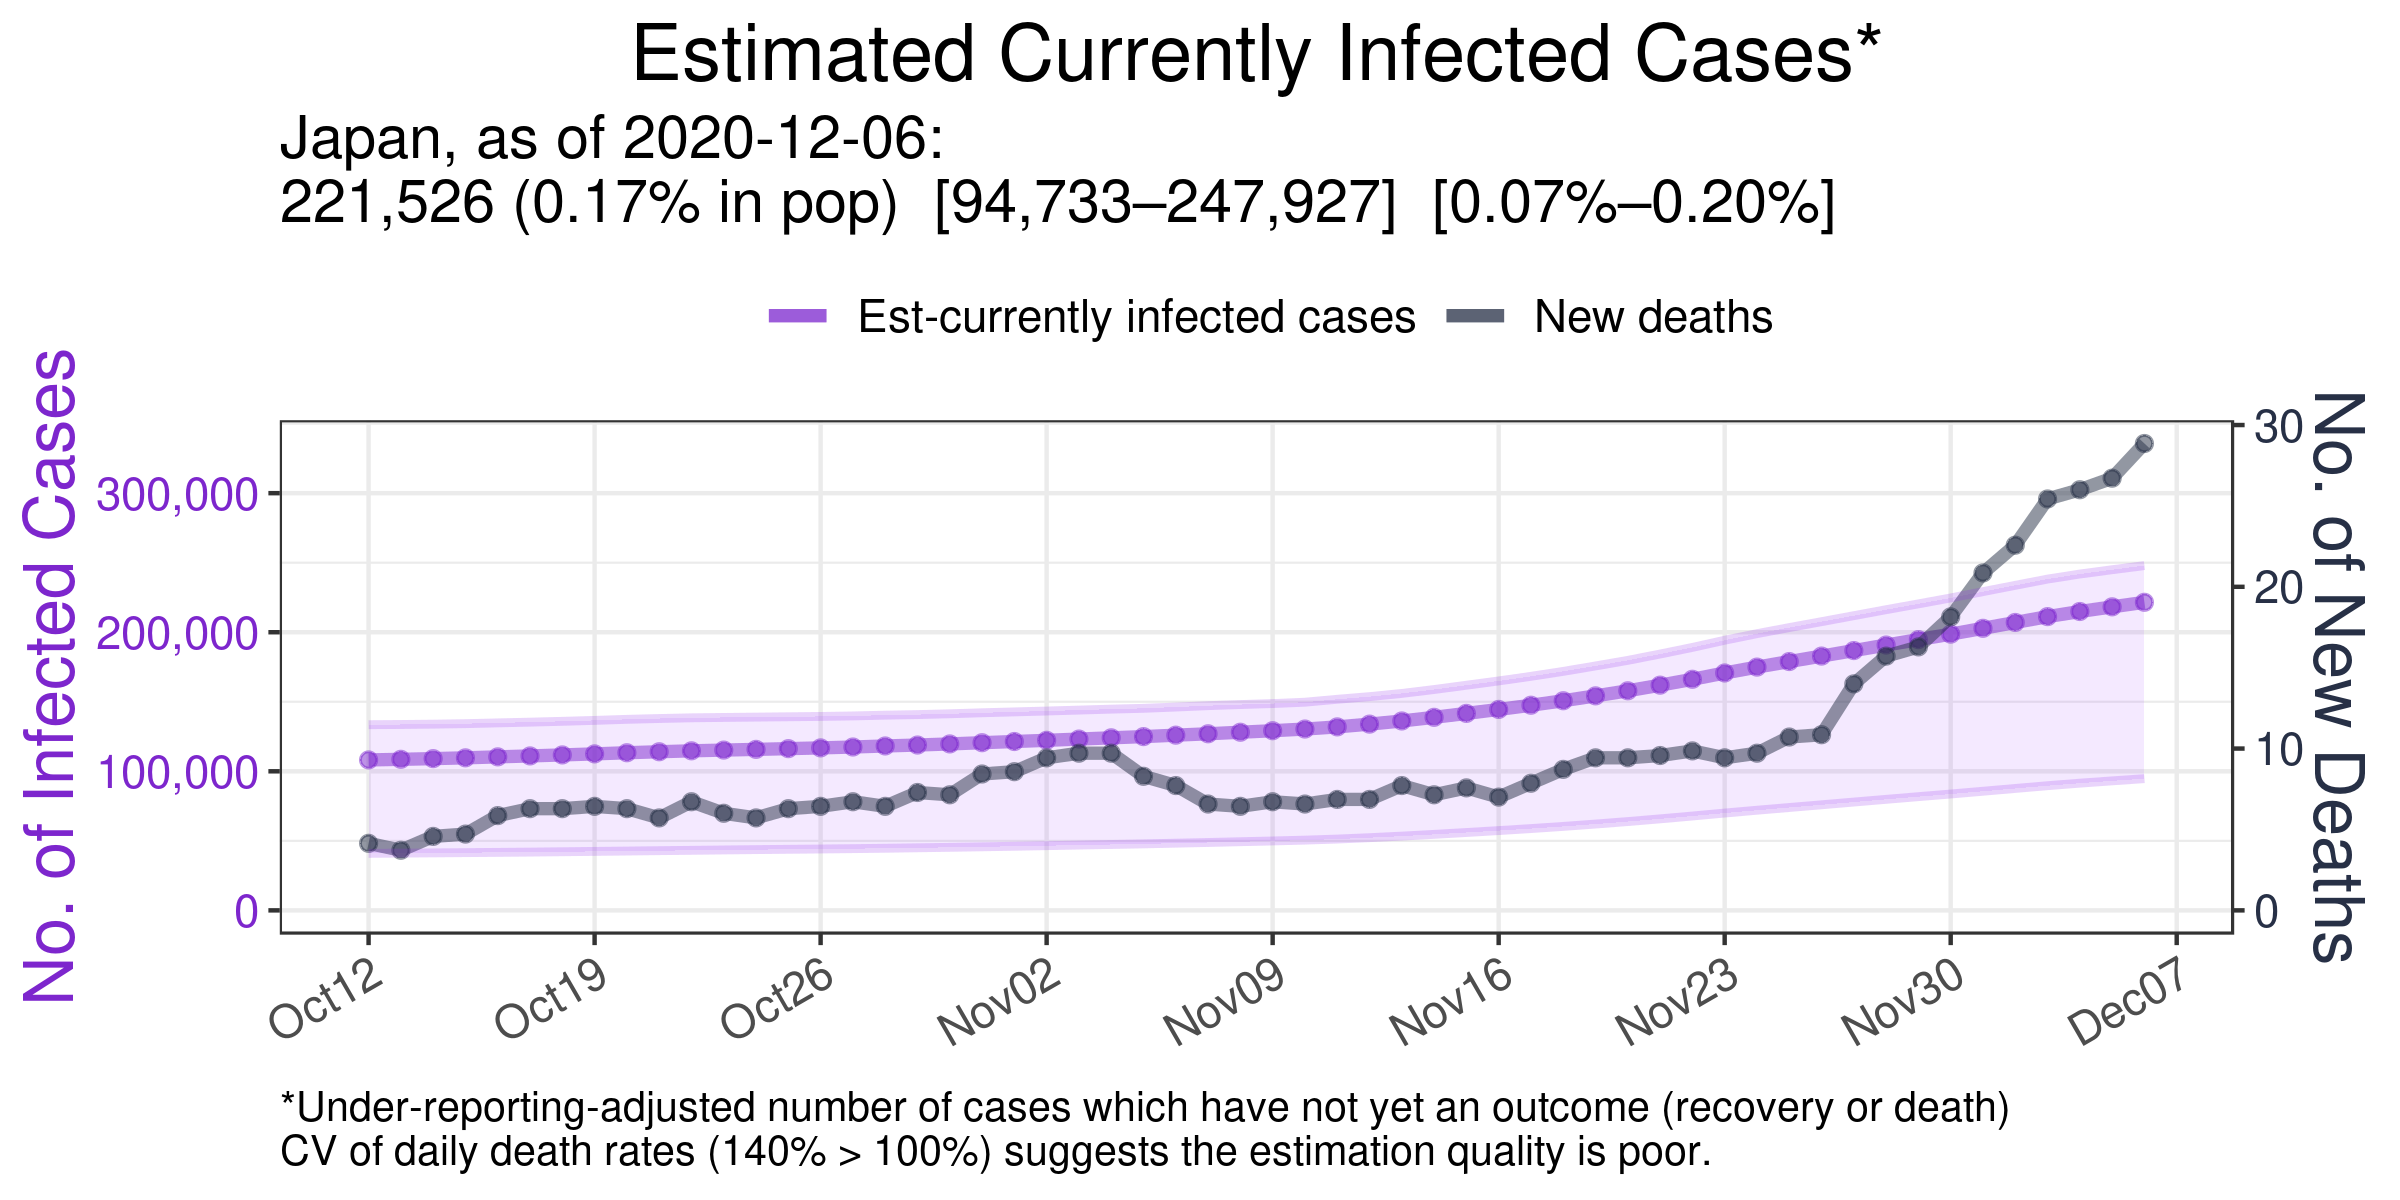 Estimated Currently Infected Cases*
Japan, as of 2020-12-06:
221,526 (0.17% in pop)  [94,733–247,927]  [0.07%–0.20%]
Est-currently infected cases
New deaths
No. of Infected Cases
300,000
200,000
100,000
0
No. of New Deaths
30
20
10
0
Oct12
Oct19
Oct26
Nov02
Nov09
Nov16
Nov23
Nov30
Dec07
*Under-reporting-adjusted number of cases which have not yet an outcome (recovery or death)
CV of daily death rates (140% > 100%) suggests the estimation quality is poor.